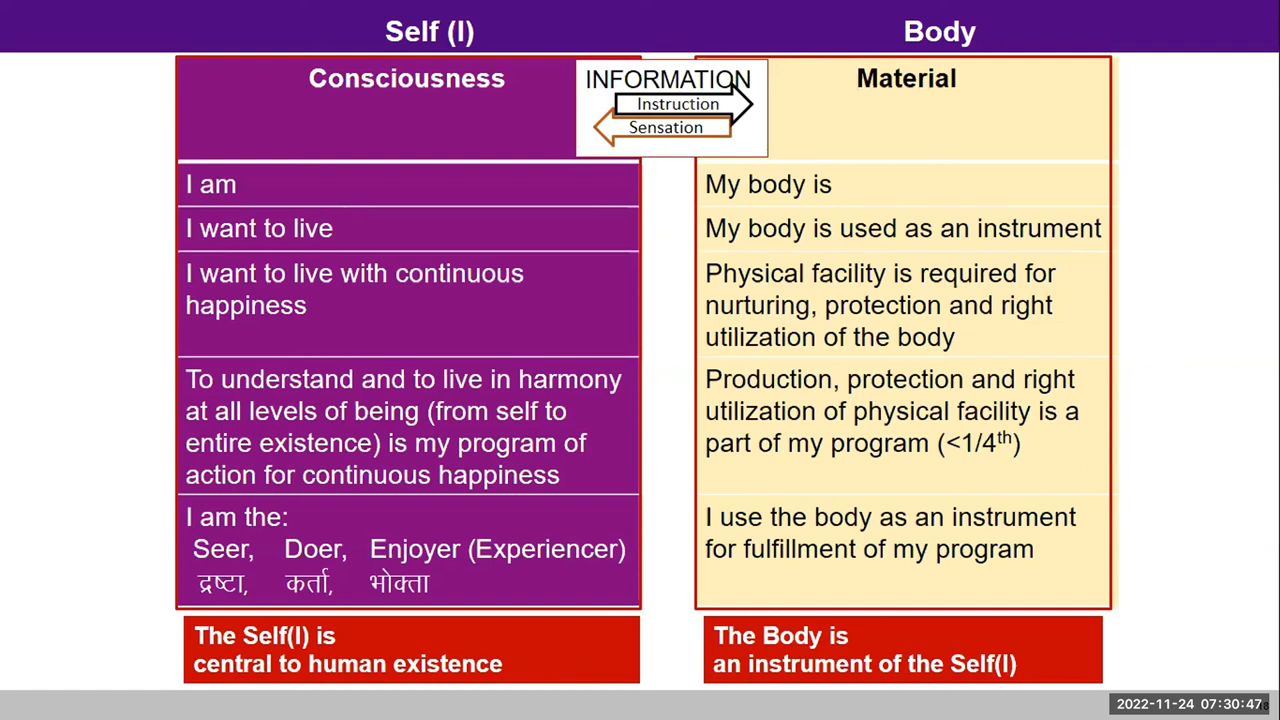 Self (I)
Body
Consciousness
INFORMATION
Instruction
Sensation
Material
I am
My body is
I want to live
My body is used as an instrument
I want to live with continuous
happiness
Physical facility is required for
nurturing, protection and right
utilization of the body
To understand and to live in harmony
at all levels of being (from self to
entire existence) is my program of
action for continuous happiness
Production, protection and right
utilization of physical facility is a
part of my program (<1/4th)
I am the:
Seer, Doer, Enjoyer (Experiencer)
द्रष्टा, कर्ता, भोक्ता
I use the body as an instrument
for fulfillment of my program
The Self(I) is
central to human existence
The Body is
an instrument of the Self(I)
2022-11-24 07:30:47